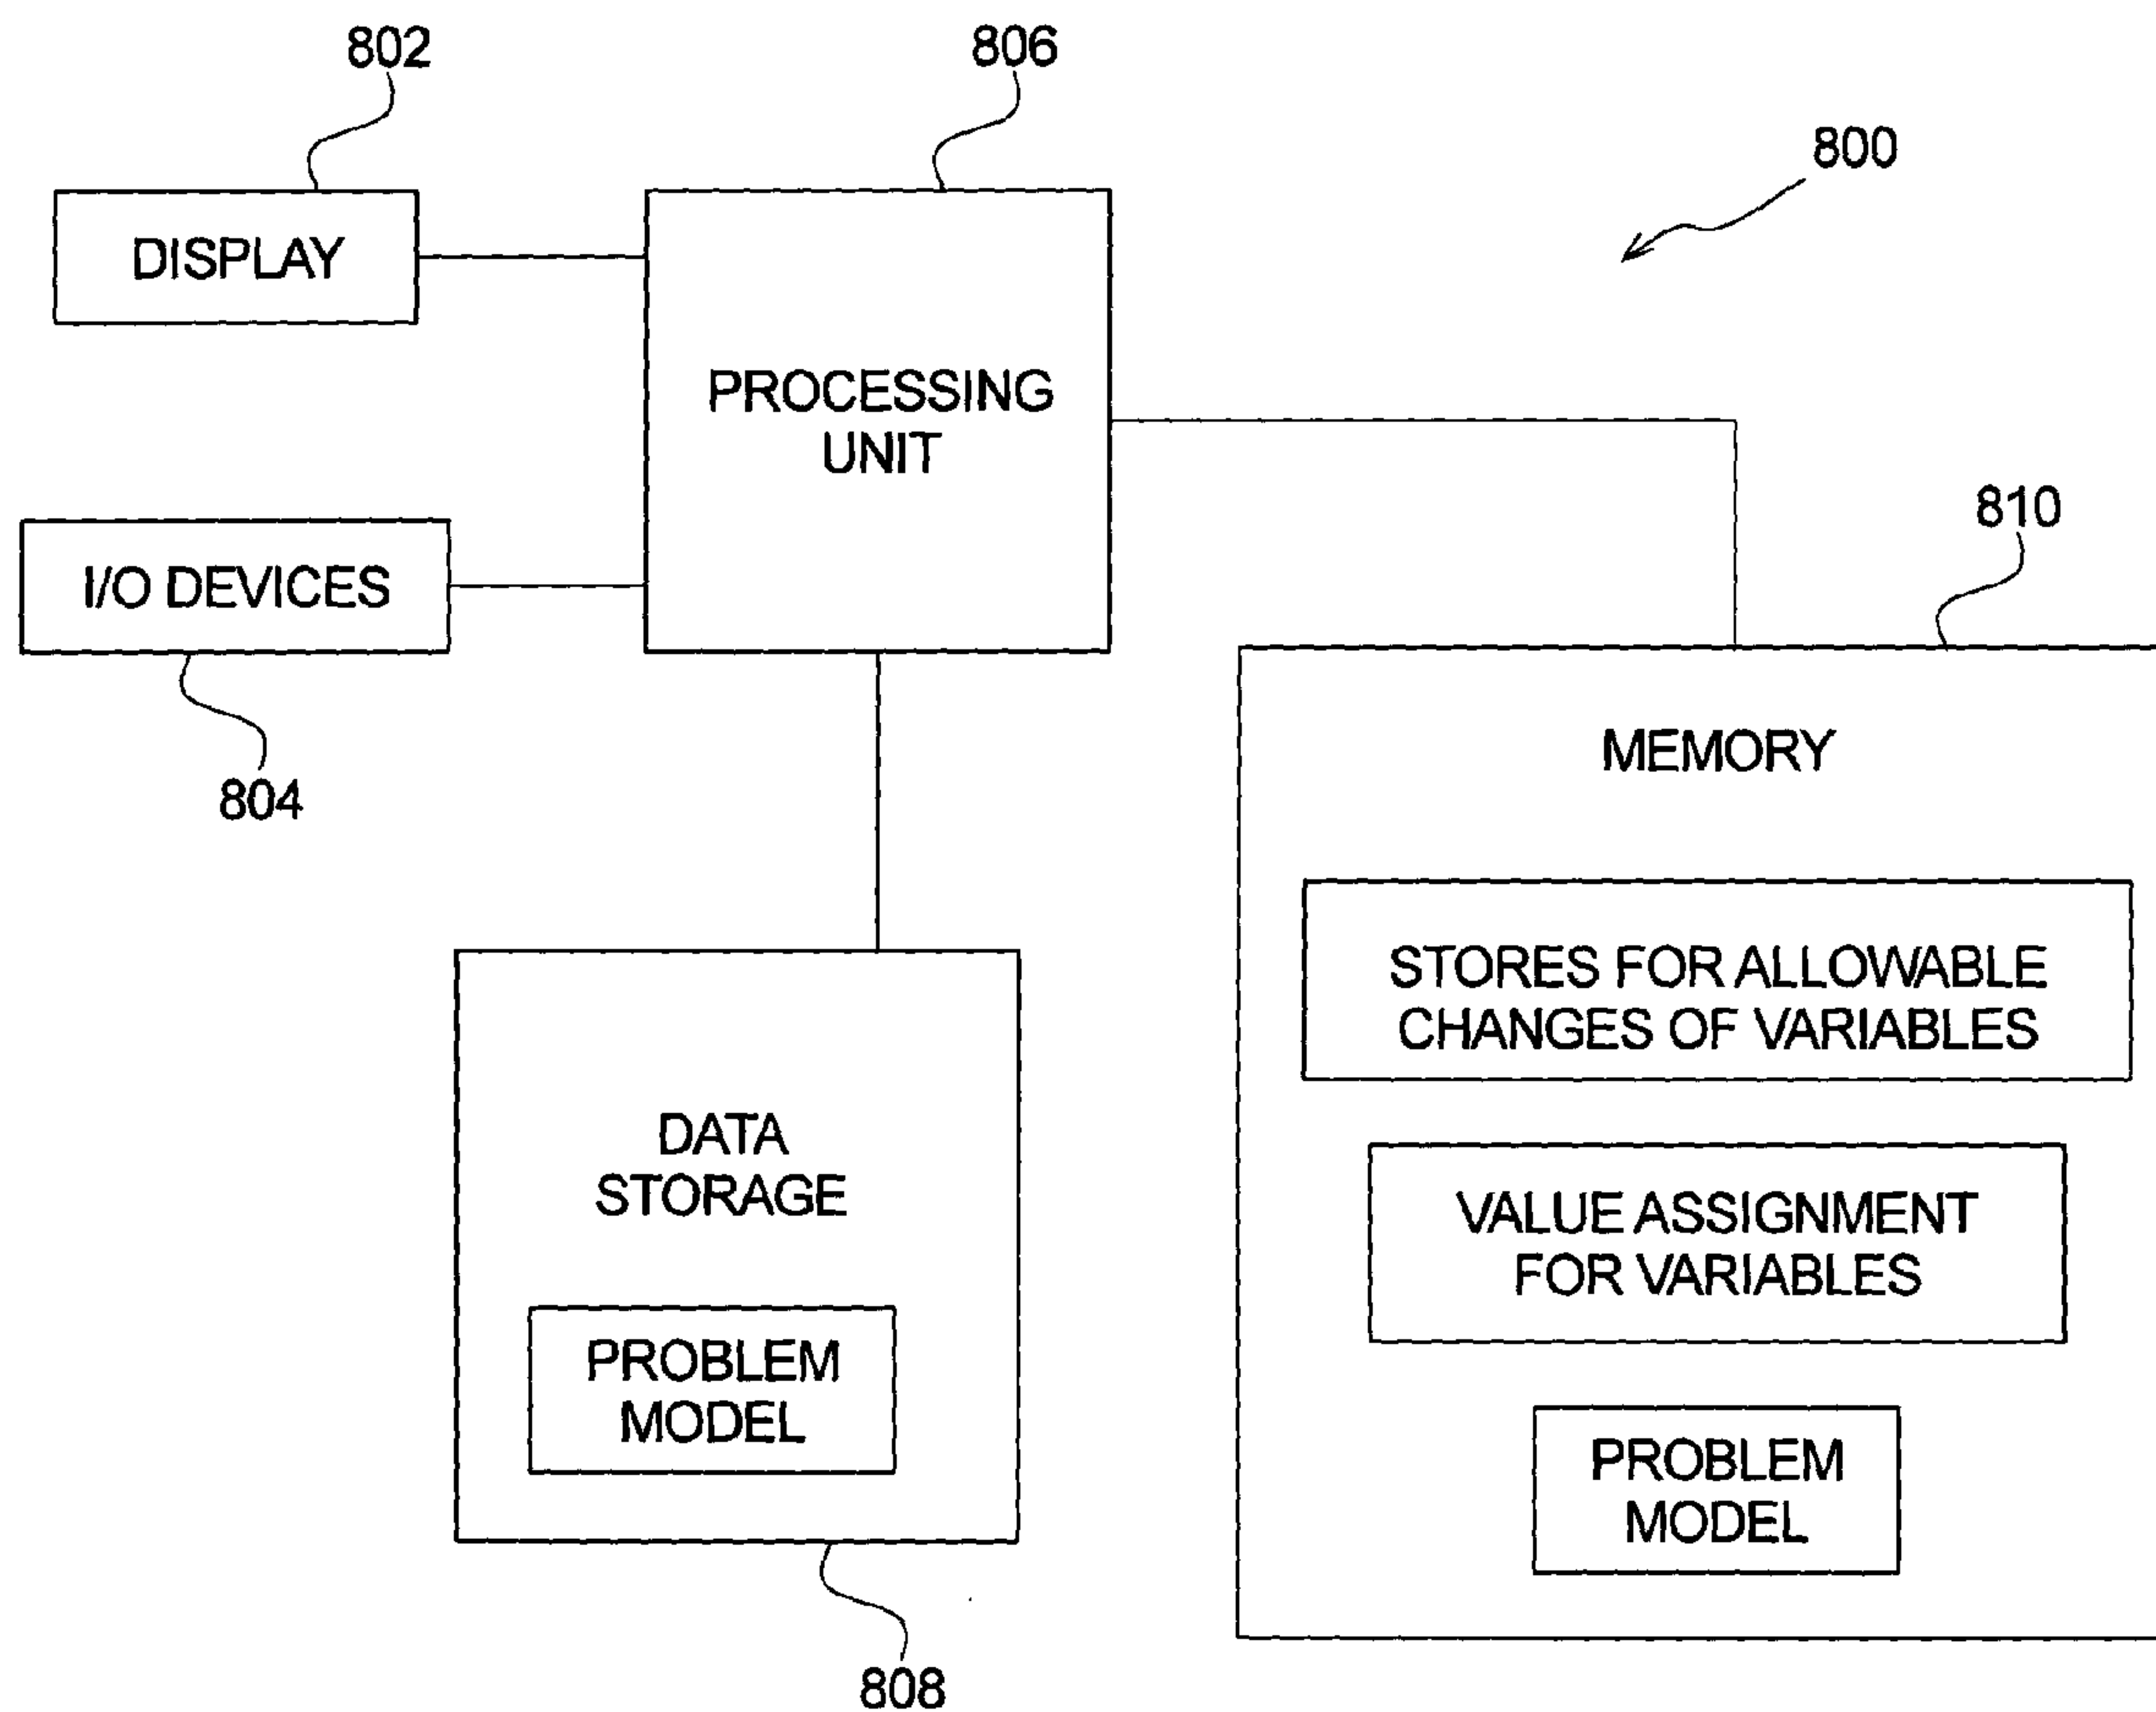 802
806
800
DISPLAY
PROCESSING
UNIT
810
I/O DEVICES
804
MEMORY
STORES FOR ALLOWABLE
CHANGES OF VARIABLES
DATA
STORAGE
VALUE ASSIGNMENT
FOR VARIABLES
PROBLEM
MODEL
PROBLEM
MODEL
808